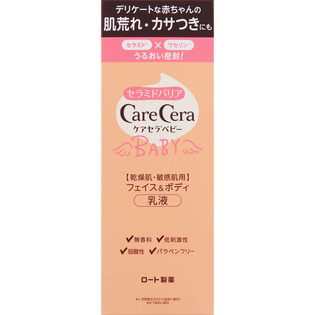 デリケートな赤ちゃんの
肌荒れ・カサつきにも
セラミド × ワセリン
うるおい密封!
セラミドバリア
CareCera
ケアセラベビー
BABY
【乾燥肌・敏感肌用】
フェイス&ボディ
乳液
✓無香料 ✓低刺激性
✓弱酸性 ✓パラベンフリー
ロート製薬